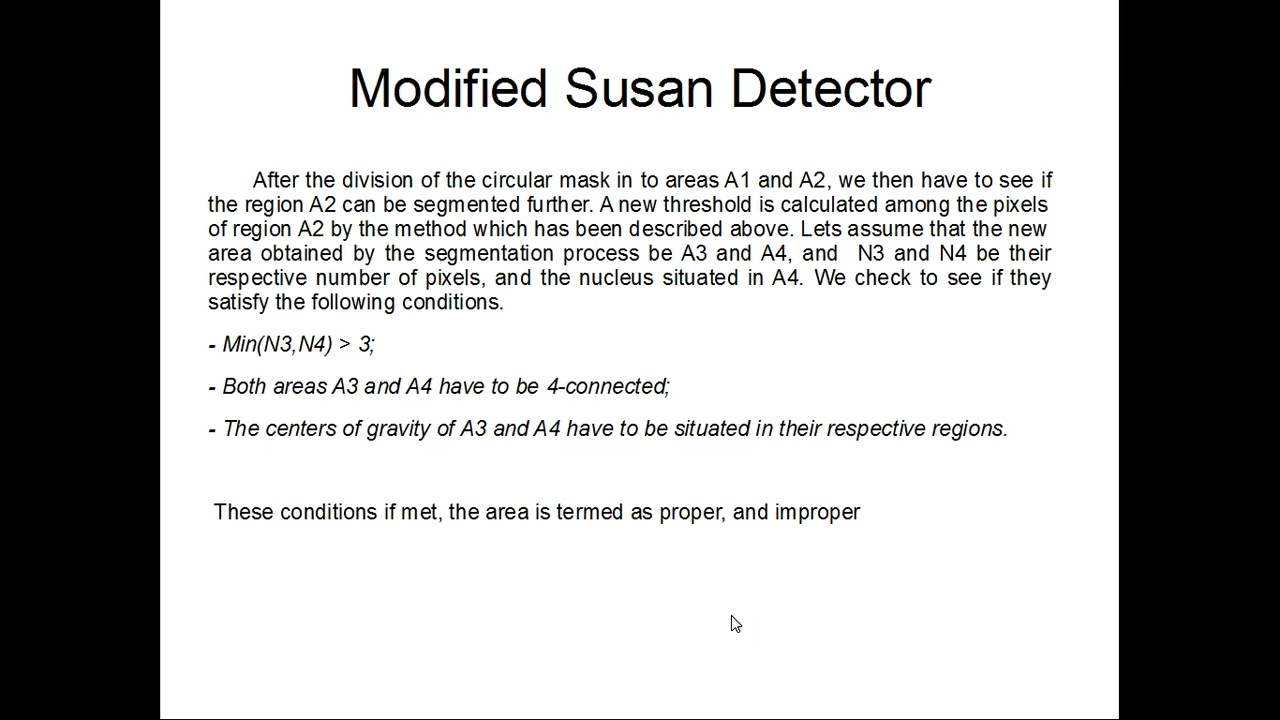 Modified Susan Detector
After the division of the circular mask in to areas A1 and A2, we then have to see if
the region A2 can be segmented further. A new threshold is calculated among the pixels
of region A2 by the method which has been described above. Lets assume that the new
area obtained by the segmentation process be A3 and A4, and N3 and N4 be their
respective number of pixels, and the nucleus situated in A4. We check to see if they
satisfy the following conditions.
- Min(N3,N4) > 3;
- Both areas A3 and A4 have to be 4-connected;
- The centers of gravity of A3 and A4 have to be situated in their respective regions.
These conditions if met, the area is termed as proper, and improper